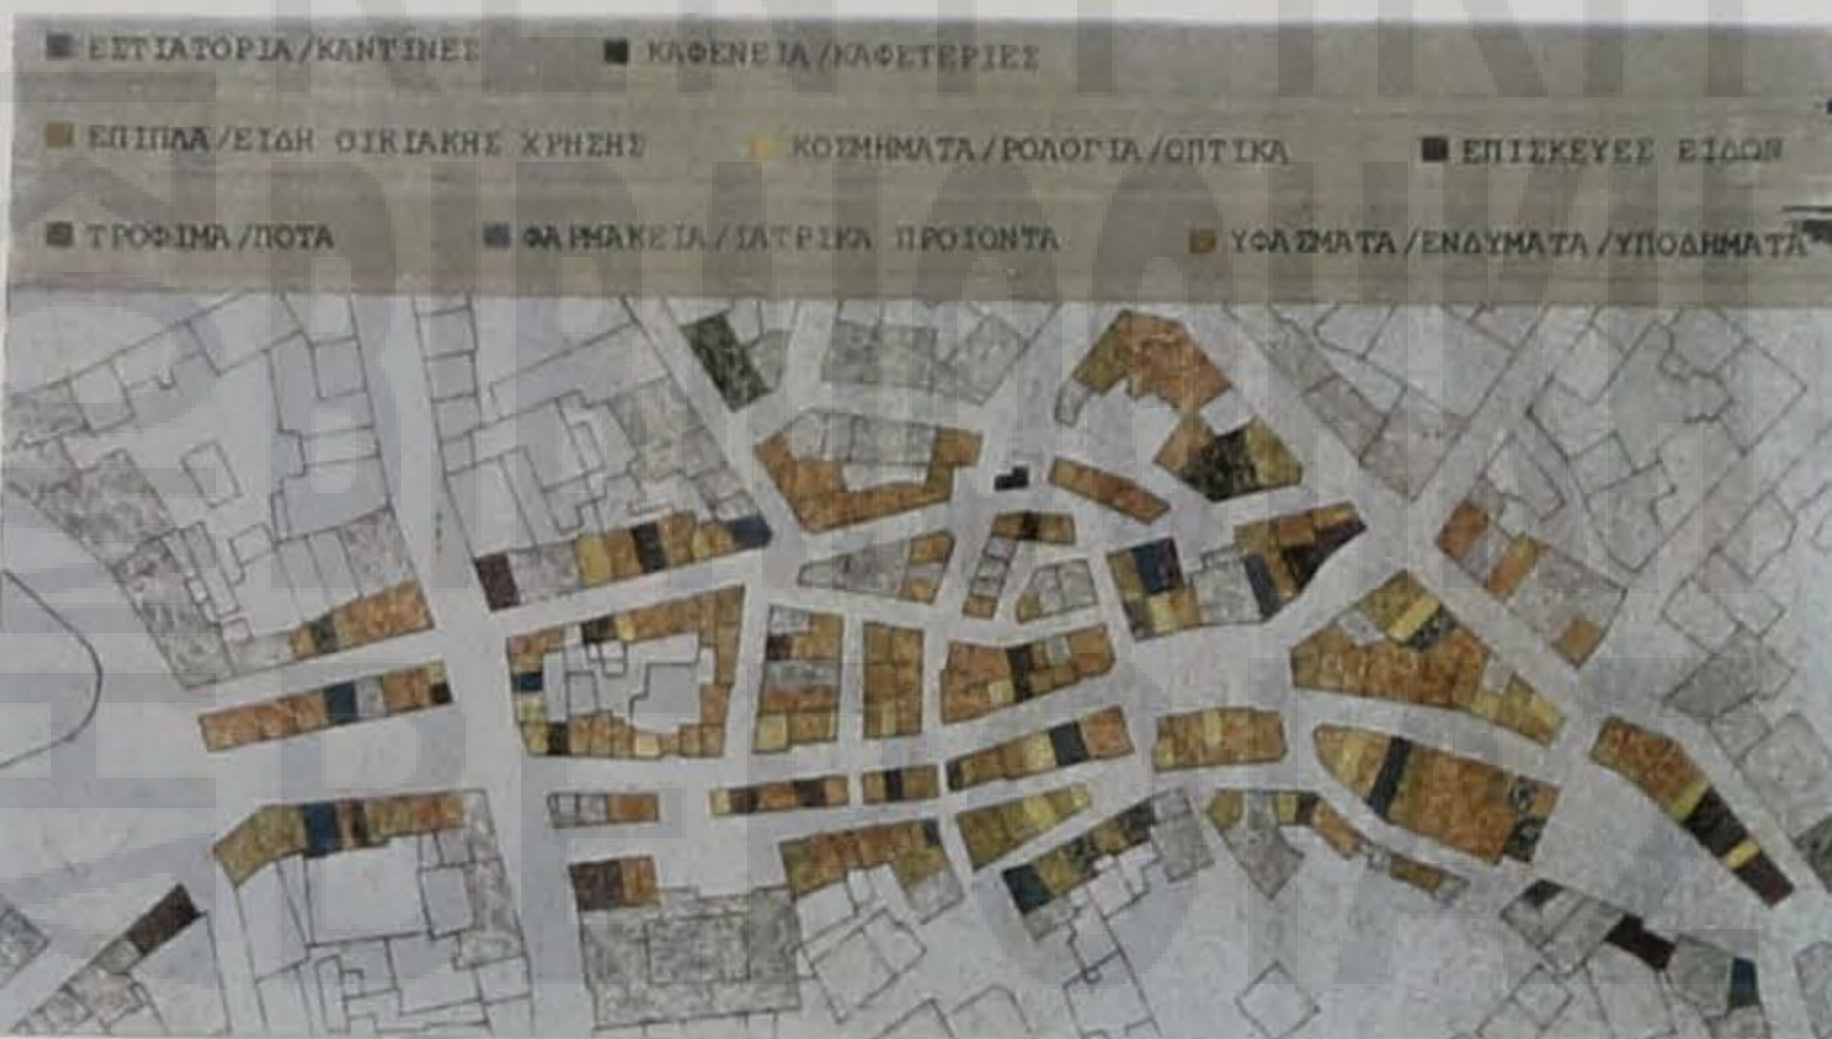 ΕΣΤΙΑΤΟΡΙΑ/ΚΑΝΤΙΝΕΣ ΚΑΦΕΝΕΙΑ/ΚΑΦΕΤΕΡΙΕΣ
ΕΠΙΠΛΑ/ΕΙΔΗ ΟΙΚΙΑΚΗΣ ΧΡΗΣΗΣ ΚΟΣΜΗΜΑΤΑ/ΡΟΛΟΓΙΑ/ΟΠΤΙΚΑ ΕΠΙΣΚΕΥΕΣ ΕΙΔΩΝ
ΤΡΟΦΙΜΑ/ΠΟΤΑ ΦΑΡΜΑΚΕΙΑ/ΙΑΤΡΙΚΑ ΠΡΟΙΟΝΤΑ ΥΦΑΣΜΑΤΑ/ΕΝΔΥΜΑΤΑ/ΥΠΟΔΗΜΑΤΑ